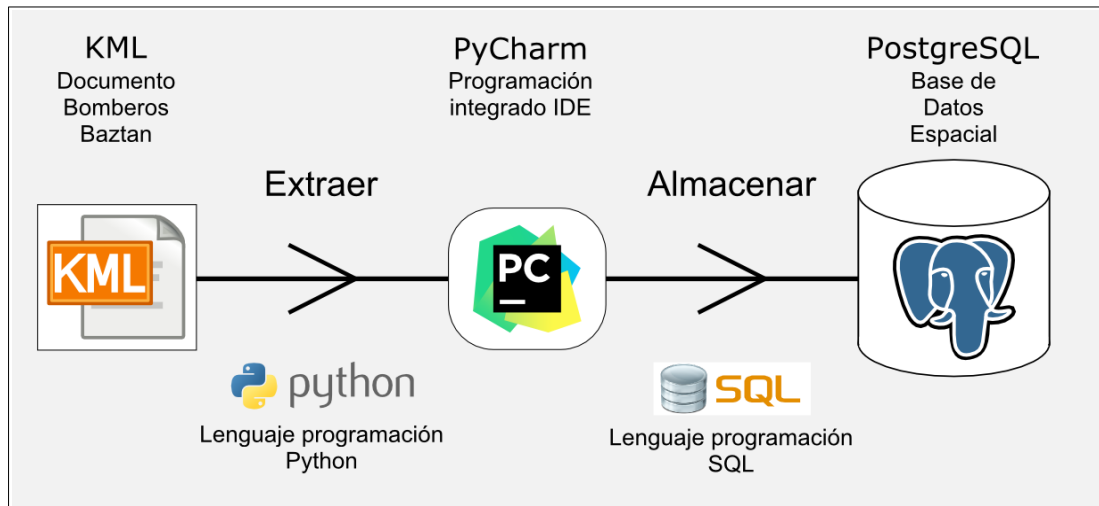 KML
Documento
Bomberos
Baztan
PyCharm
Programación
integrado IDE
PostgreSQL
Base de
Datos
Espacial
Extraer
Almacenar
KML
PC
python
Lenguaje programación
Python
SQL
Lenguaje programación
SQL